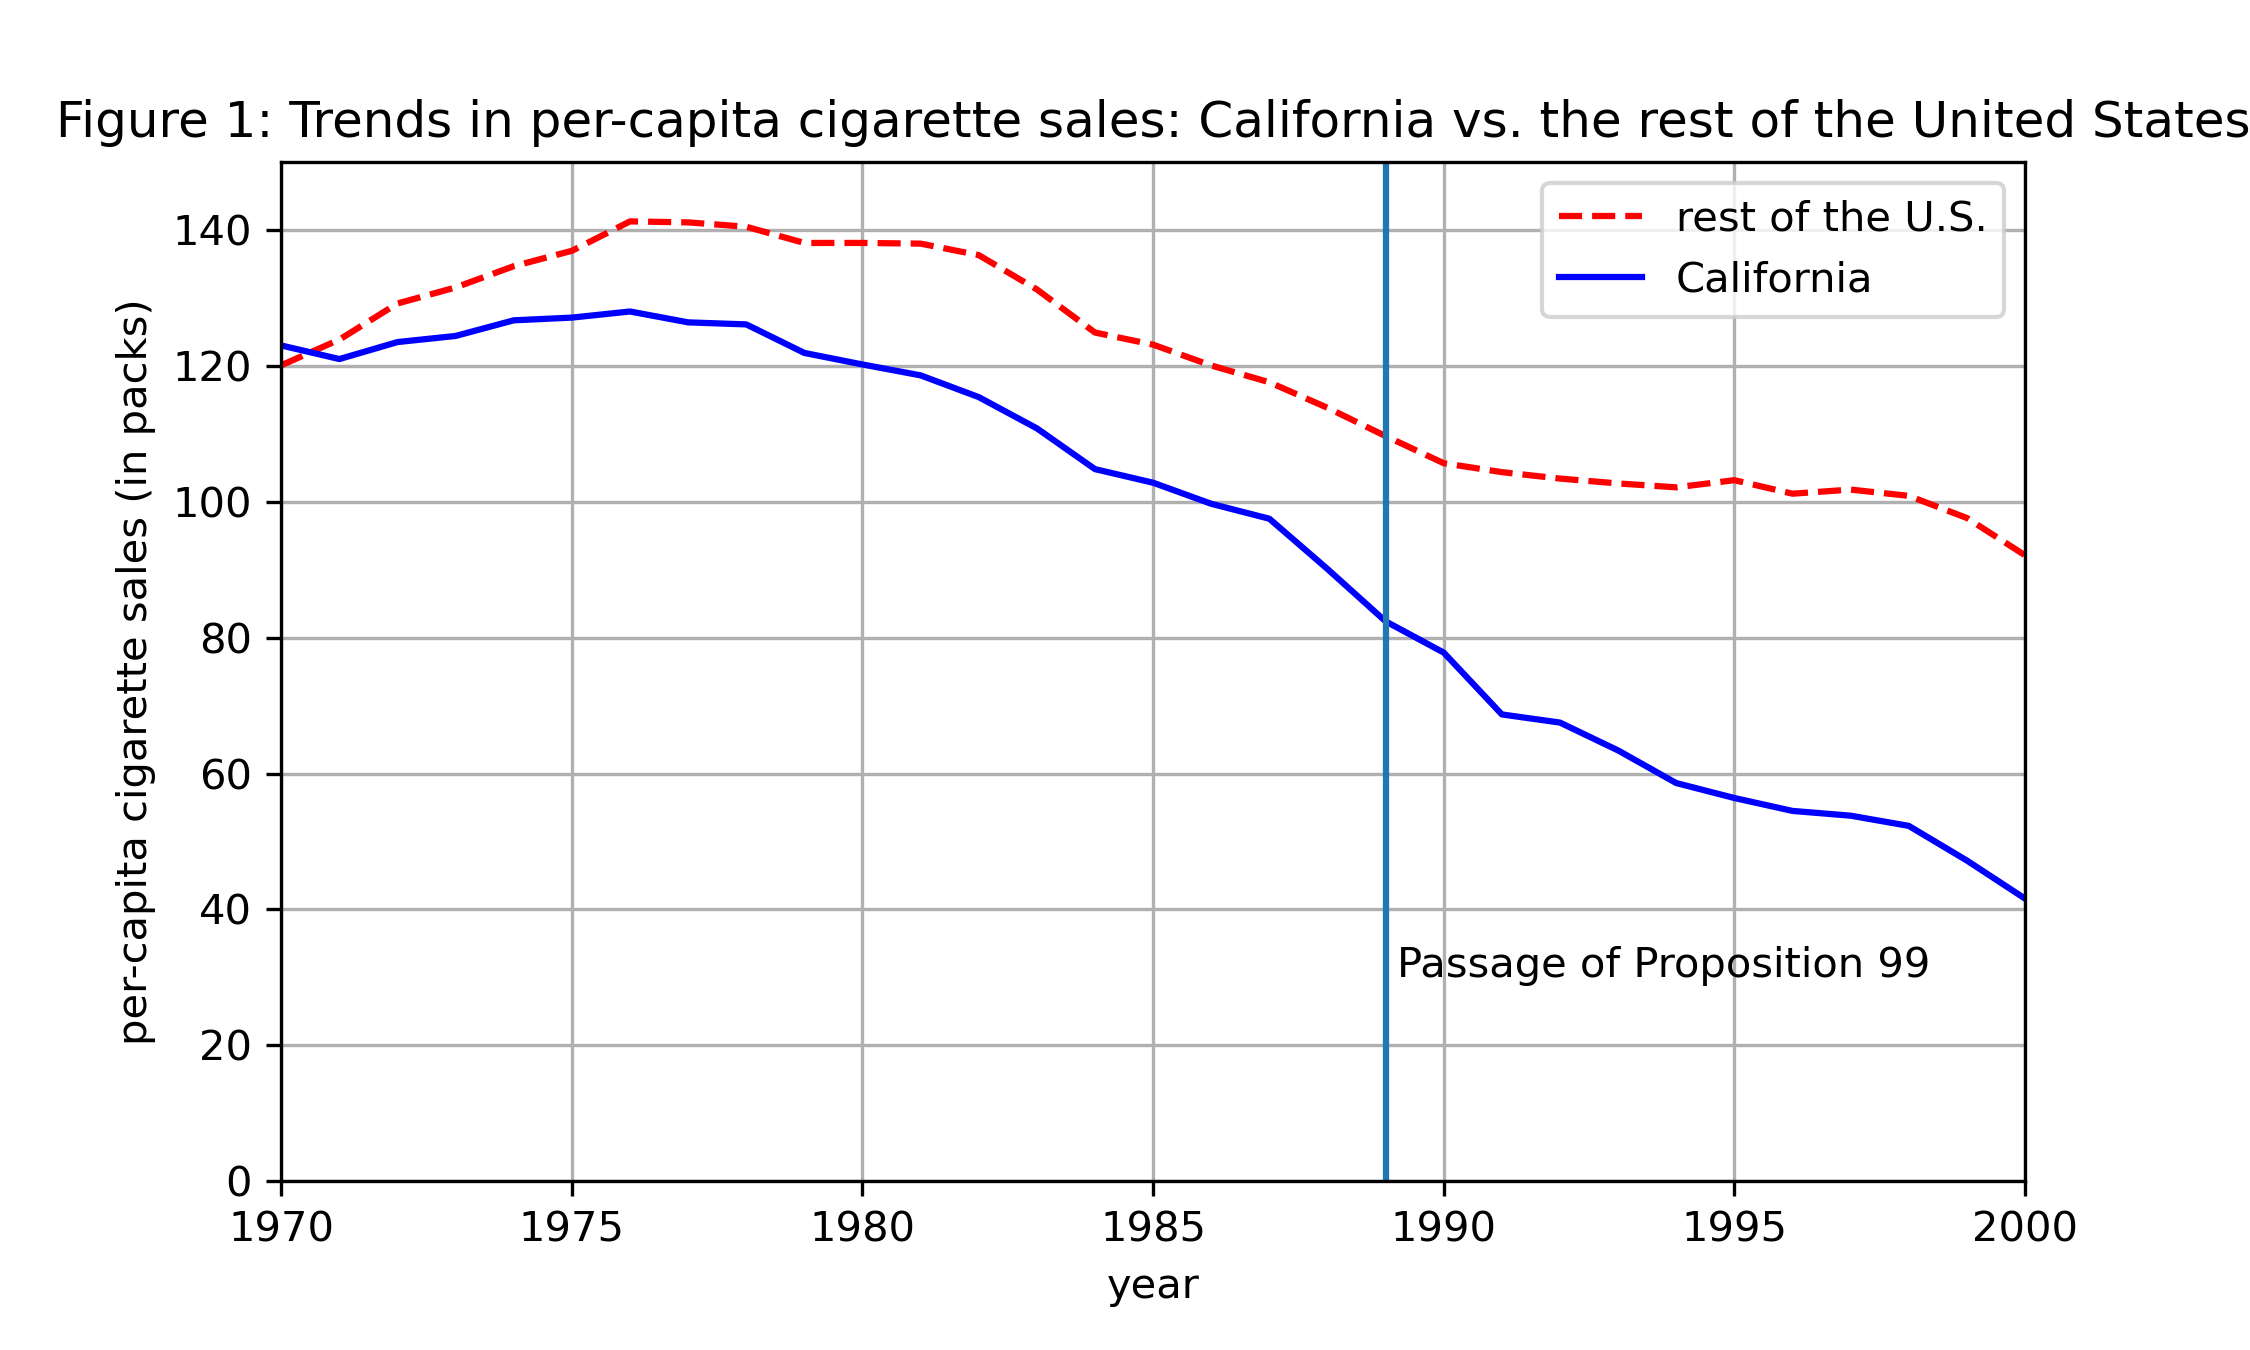 Figure 1: Trends in per-capita cigarette sales: California vs. the rest of the United States
rest of the U.S.
California
per-capita cigarette sales (in packs)
140
120
100
80
60
40
20
0
Passage of Proposition 99
1970 1975 1980 1985 1990 1995 2000
year